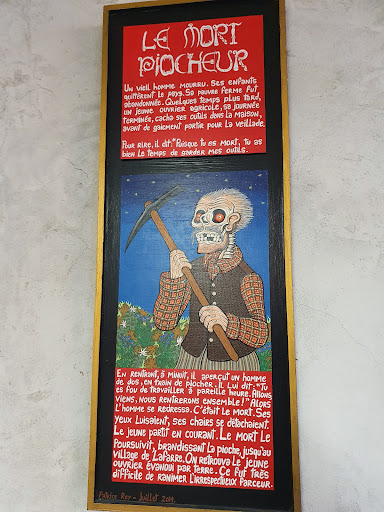 LE MORT
PIOCHEUR
UN VIEIL HOMME MOURRU. SES ENFANTS
QUITTÈRENT LE PAYS. SA PAUVRE FERME FUT
ABANDONNÉE. QUELQUES TEMPS PLUS TARD,
UN JEUNE OUVRIER AGRICOLE, SA JOURNÉE
TERMINÉE, CACHA SES OUTILS DANS LA MAISON,
AVANT DE GAIEMENT PARTIR POUR LA VEILLADE.
POUR RIRE, IL DIT: "PUISQUE TU ES MORT, TU AS
BIEN LE TEMPS DE GARDER MES OUTILS.
EN RENTRANT, À MINUIT, IL APERÇUT UN HOMME
DE DOS, EN TRAIN DE PIOCHER. IL LUI DIT: "TU
ES FOU DE TRAVAILLER À PAREILLE HEURE. ALLONS
VIENS, NOUS RENTRERONS ENSEMBLE!" ALORS
L'HOMME SE REDRESSA. C'ÉTAIT LE MORT. SES
YEUX LUISAIENT, SES CHAIRS SE DÉTACHAIENT.
LE JEUNE PARTIT EN COURANT. LE MORT LE
POURSUIVIT, BRANDISSANT LA PIOCHE, JUSQU'AU
VILLAGE DE LAFARRE. ON RETROUVA LE JEUNE
OUVRIER ÉVANOUI PAR TERRE. CE FUT TRÈS
DIFFICILE DE RANIMER L'IRRESPECTUEUX FARCEUR.
Patrice Rey - Juillet 2019.